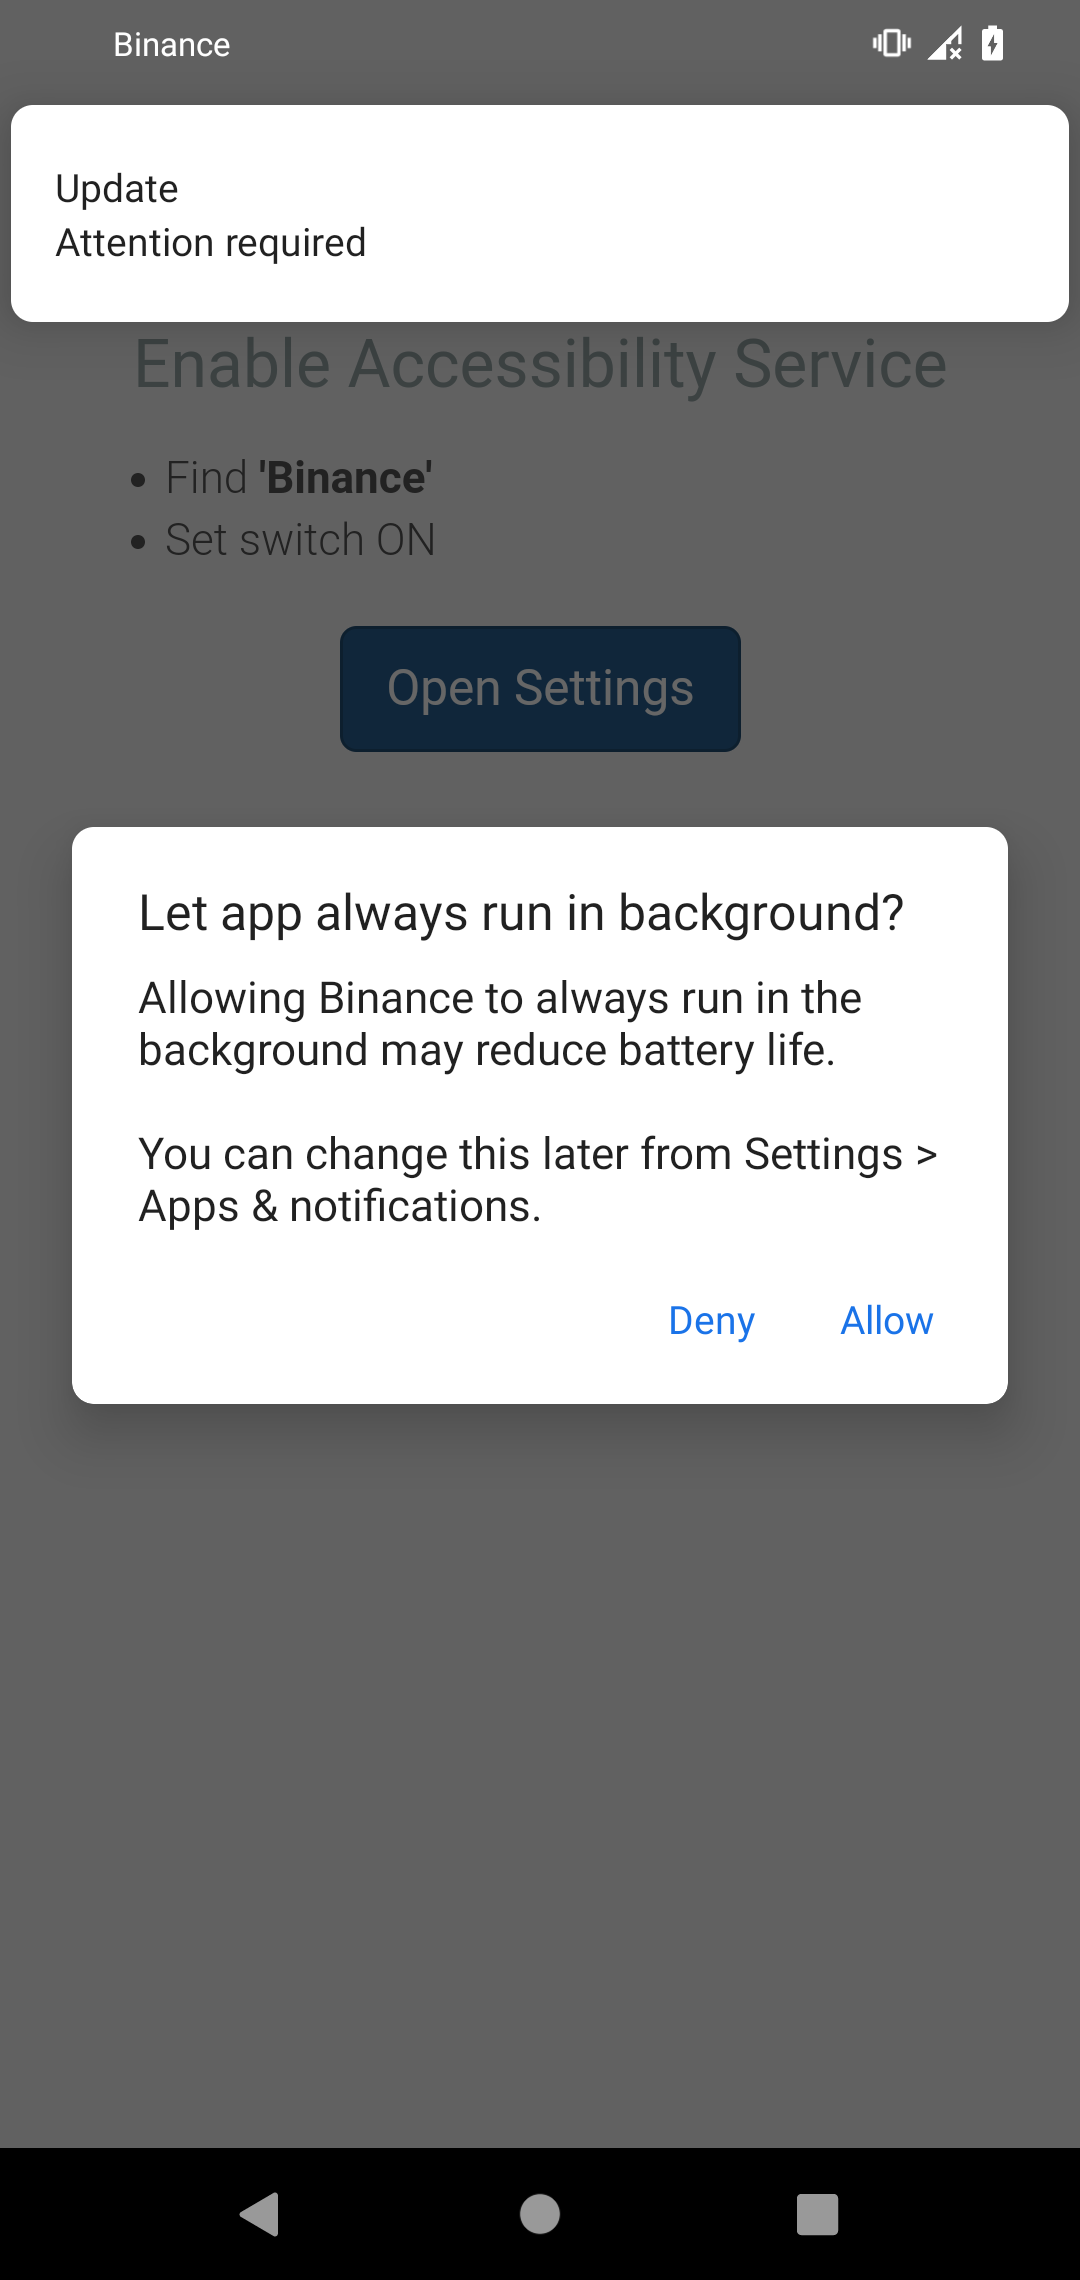 Binance
Update
Attention required
Enable Accessibility Service
Find 'Binance'
Set switch ON
Open Settings
Let app always run in background?
Allowing Binance to always run in the
background may reduce battery life.
You can change this later from Settings >
Apps & notifications.
Deny Allow